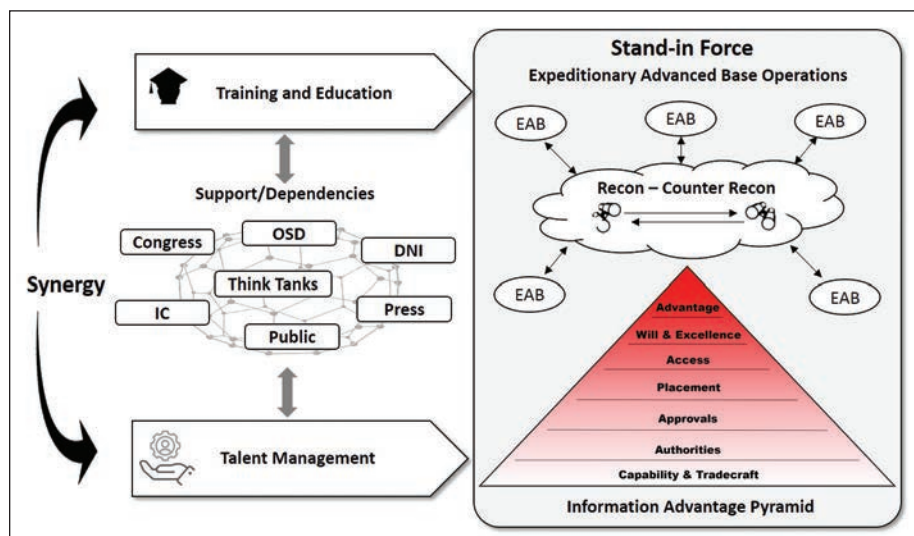 Training and Education
Support/Dependencies
Congress
OSD
DNI
Think Tanks
IC
Press
Public
Synergy
Talent Management
Stand-in Force
Expeditionary Advanced Base Operations
EAB
EAB
EAB
Recon – Counter Recon
EAB
EAB
Advantage
Will & Excellence
Access
Placement
Approvals
Authorities
Capability & Tradecraft
Information Advantage Pyramid